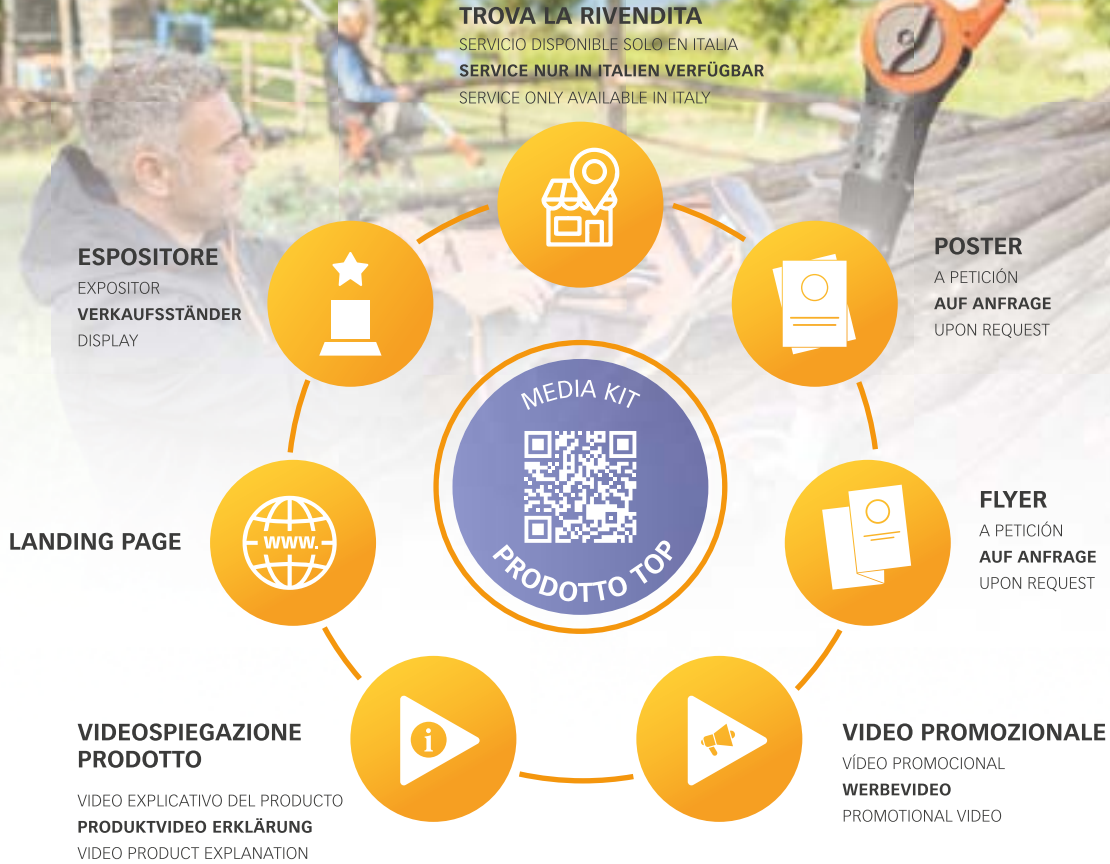 TROVA LA RIVENDITA
SERVICIO DISPONIBLE SOLO EN ITALIA
SERVICE NUR IN ITALIEN VERFÜGBAR
SERVICE ONLY AVAILABLE IN ITALY
ESPOSITORE
EXPOSITOR
VERKAUFSSTÄNDER
DISPLAY
POSTER
A PETICIÓN
AUF ANFRAGE
UPON REQUEST
MEDIA KIT
PRODOTTO TOP
LANDING PAGE
www.
FLYER
A PETICIÓN
AUF ANFRAGE
UPON REQUEST
VIDEOSPIEGAZIONE
PRODOTTO
VIDEO EXPLICATIVO DEL PRODUCTO
PRODUKTVIDEO ERKLÄRUNG
VIDEO PRODUCT EXPLANATION
i
VIDEO PROMOZIONALE
VÍDEO PROMOCIONAL
WERBEVIDEO
PROMOTIONAL VIDEO